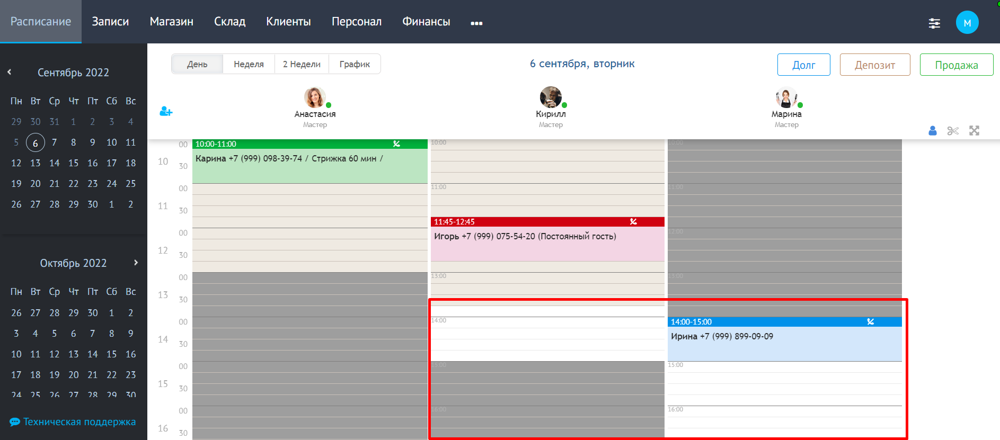 Расписание Записи Магазин Склад Клиенты Персонал Финансы
М
Сентябрь 2022
Пн Вт Ср Чт Пт Сб Вс
29 30 31 1 2 3 4
5 6 7 8 9 10 11
12 13 14 15 16 17 18
19 20 21 22 23 24 25
26 27 28 29 30 1 2
Октябрь 2022
Пн Вт Ср Чт Пт Сб Вс
26 27 28 29 30 1 2
3 4 5 6 7 8 9
10 11 12 13 14 15 16
17 18 19 20 21 22 23
24 25 26 27 28 29 30
Техническая поддержка
День Неделя 2 Недели График
6 сентября, вторник
Долг Депозит Продажа
Анастасия
Мастер
Кирилл
Мастер
Марина
Мастер
00
10
30
00
11
30
00
12
30
00
13
30
00
14
30
00
15
30
00
16
30
10:00-11:00
Карина +7 (999) 098-39-74 / Стрижка 60 мин /
10:00
11:00
11:45-12:45
Игорь +7 (999) 075-54-20 (Постоянный гость)
13:00
14:00
15:00
16:00
10:00
11:00
12:00
13:00
14:00-15:00
Ирина +7 (999) 899-09-09
15:00
16:00